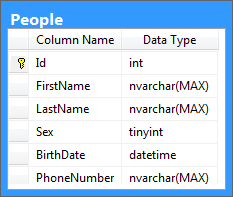 People
Column Name Data Type
Id int
FirstName nvarchar(MAX)
LastName nvarchar(MAX)
Sex tinyint
BirthDate datetime
PhoneNumber nvarchar(MAX)